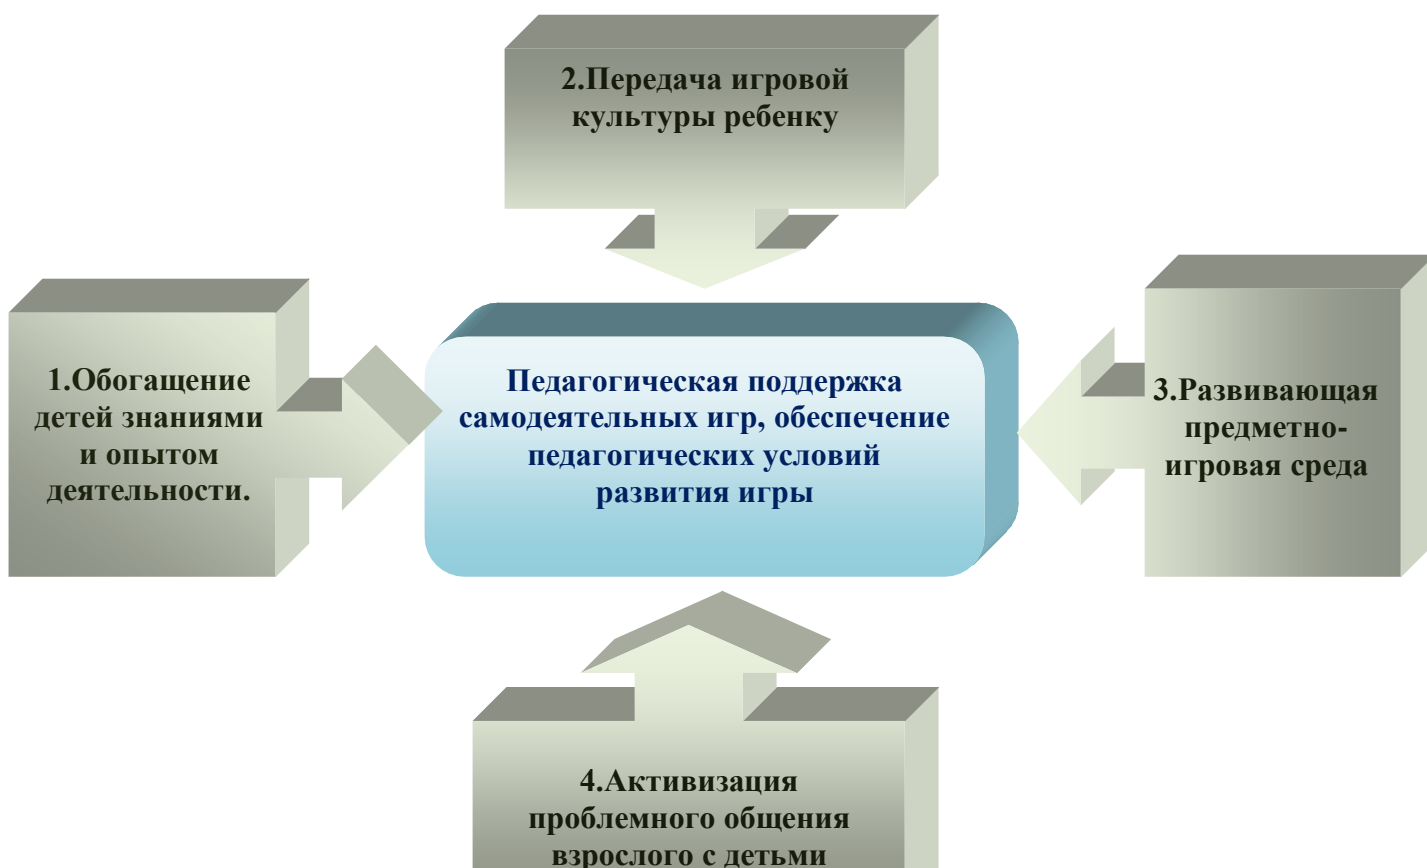 2.Передача игровой
культуры ребенку
1.Обогащение
детей знаниями
и опытом
деятельности.
Педагогическая поддержка
самодеятельных игр, обеспечение
педагогических условий
развития игры
3.Развивающая
предметно-
игровая среда
4.Активизация
проблемного общения
взрослого с детьми